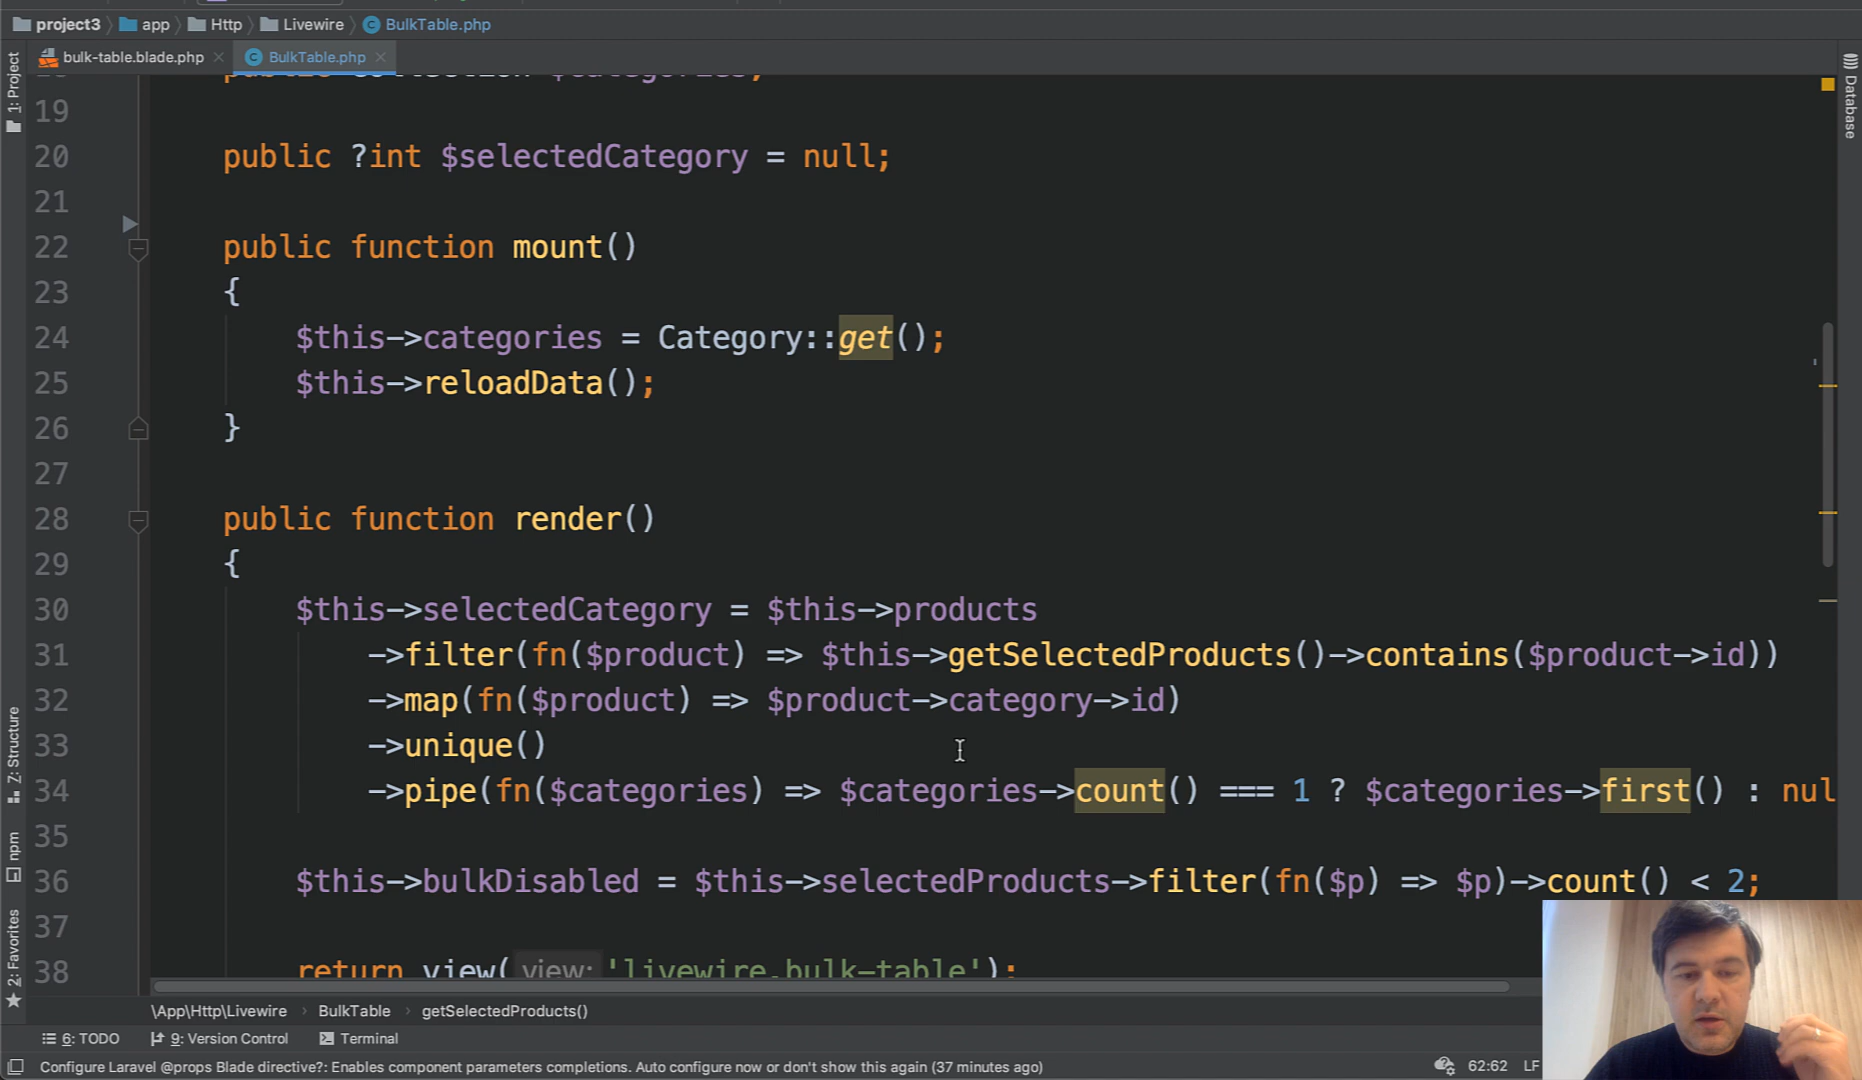 project3 app Http Livewire BulkTable.php
bulk-table.blade.php BulkTable.php
1: Project
Database
19
20 public ?int $selectedCategory = null;
21
22 public function mount()
23 {
24 $this->categories = Category::get();
25 $this->reloadData();
26 }
27
28 public function render()
29 {
30 $this->selectedCategory = $this->products
31 ->filter(fn($product) => $this->getSelectedProducts()->contains($product->id))
32 ->map(fn($product) => $product->category->id)
33 ->unique()
34 ->pipe(fn($categories) => $categories->count() === 1 ? $categories->first() : nul
35
36 $this->bulkDisabled = $this->selectedProducts->filter(fn($p) => $p)->count() < 2;
37
38 return view( view: 'livewire.bulk-table');
7: Structure
npm
2: Favorites
\App\Http\Livewire › BulkTable › getSelectedProducts()
6: TODO 9: Version Control Terminal
Configure Laravel @props Blade directive?: Enables component parameters completions. Auto configure now or don't show this again (37 minutes ago) 62:62 LF